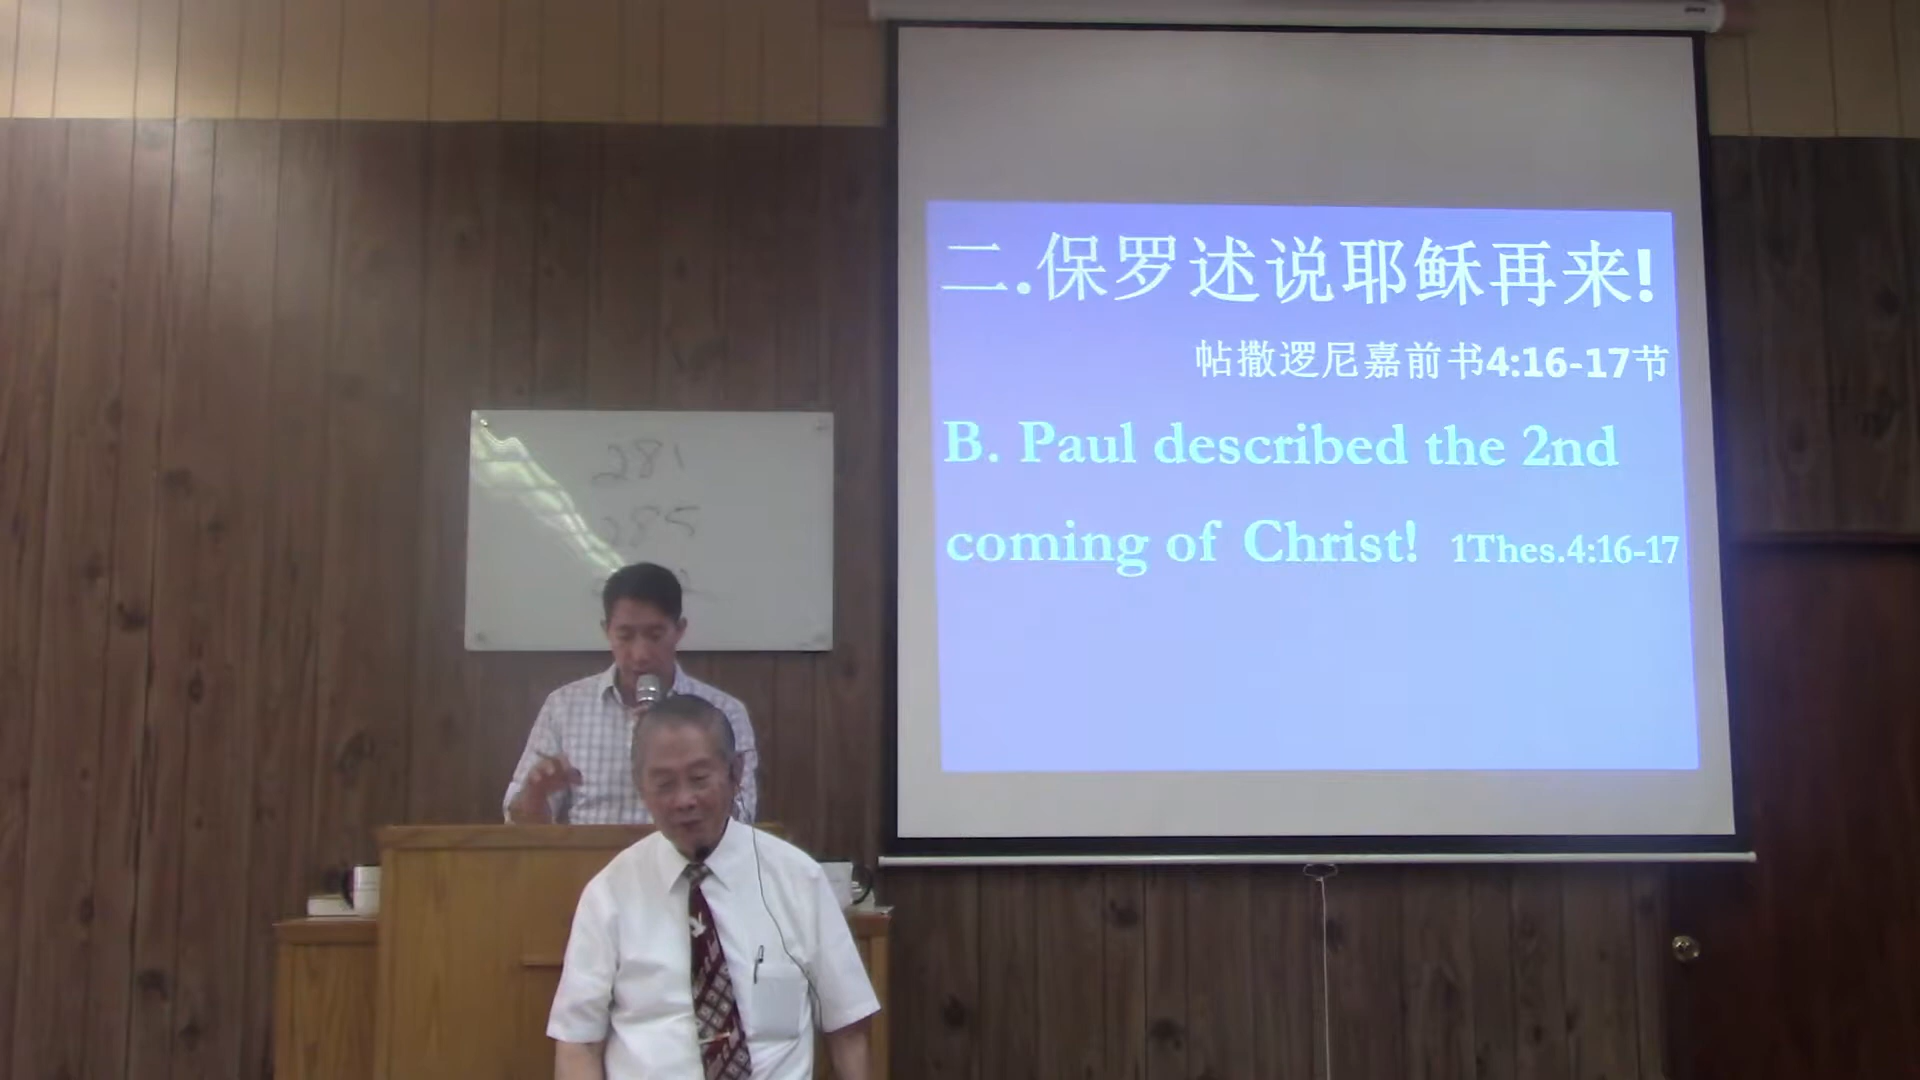 二.保罗述说耶稣再来!
帖撒逻尼嘉前书4:16-17节
B. Paul described the 2nd
coming of Christ! 1Thes.4:16-17
281
285